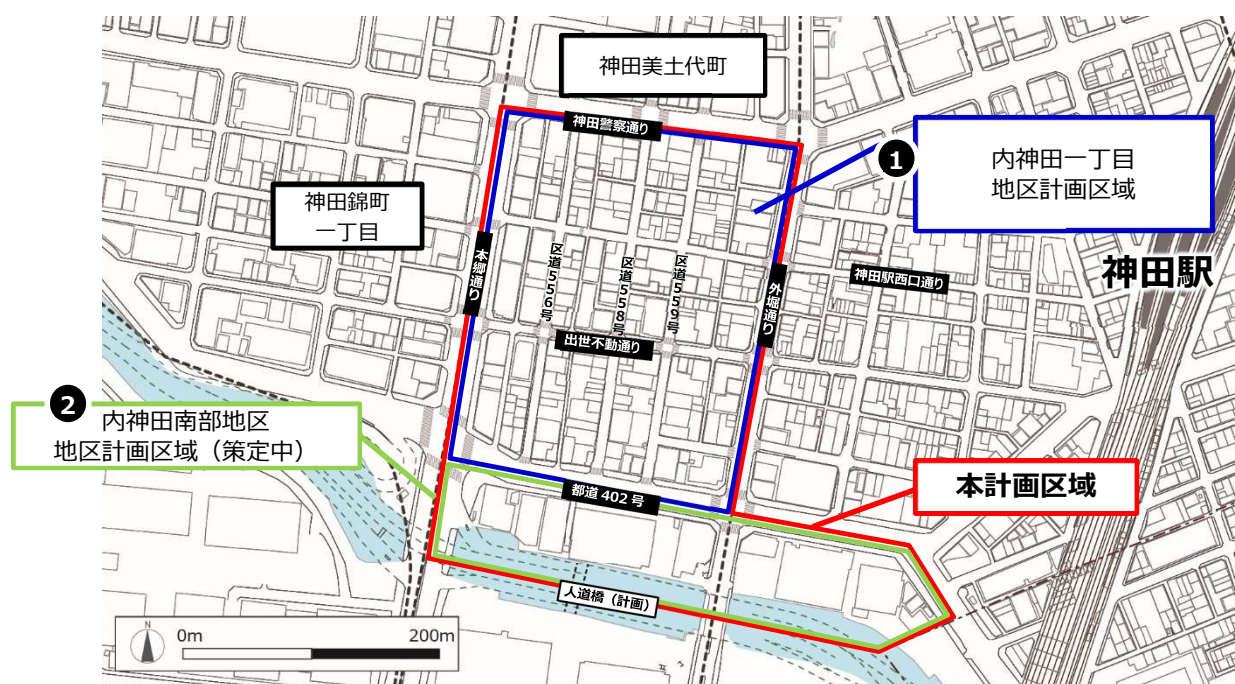 神田美土代町
神田警察通り
❶
内神田一丁目
地区計画区域
神田錦町
一丁目
本郷通り
区道556号
区道558号
区道559号
外堀通り
神田駅西口通り
神田駅
出世不動通り
❷
内神田南部地区
地区計画区域（策定中）
都道402号
本計画区域
人道橋（計画）
N
0m
200m